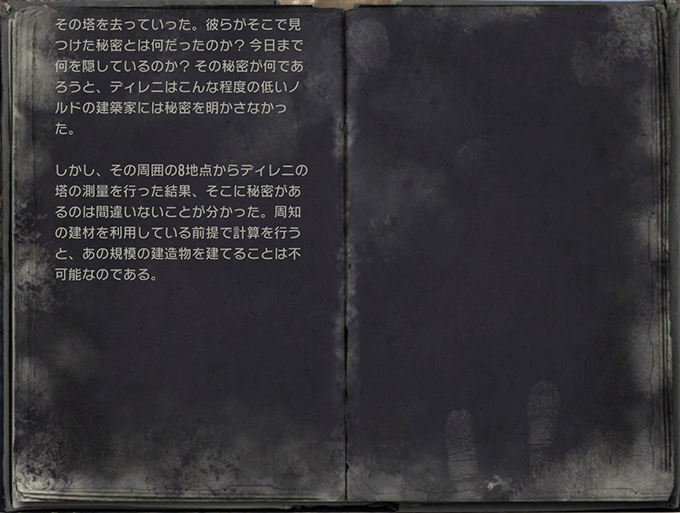 その塔を去っていった。彼らがそこで見
つけた秘密とは何だったのか? 今日まで
何を隠しているのか? その秘密が何であ
ろうと、ディレニはこんな程度の低いノ
ルドの建築家には秘密を明かさなかっ
た。
しかし、その周囲の8地点からディレニの
塔の測量を行った結果、そこに秘密があ
るのは間違いないことが分かった。周知
の建材を利用している前提で計算を行う
と、あの規模の建造物を建てることは不
可能なのである。